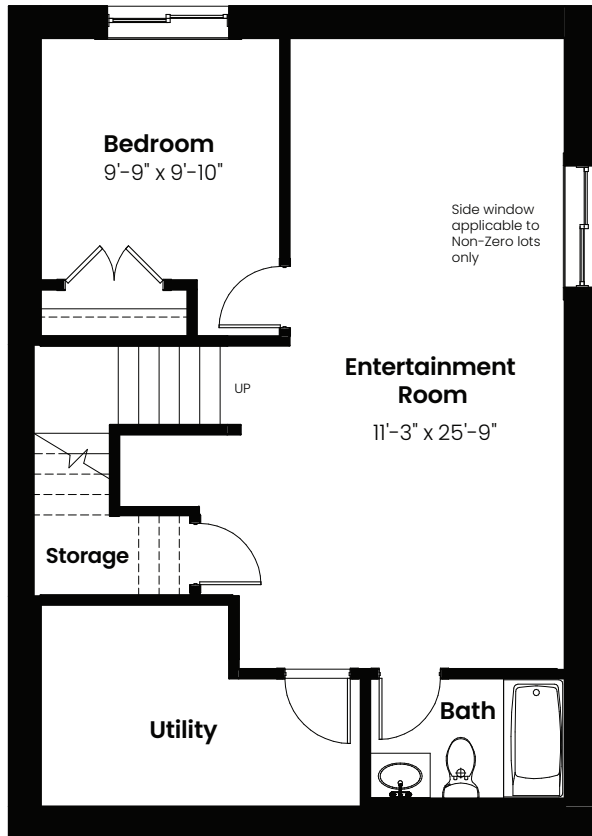 Bedroom
9'-9" x 9'-10"
Side window
applicable to
Non-Zero lots
only
Entertainment
Room
11'-3" x 25'-9"
UP
Storage
Utility
Bath